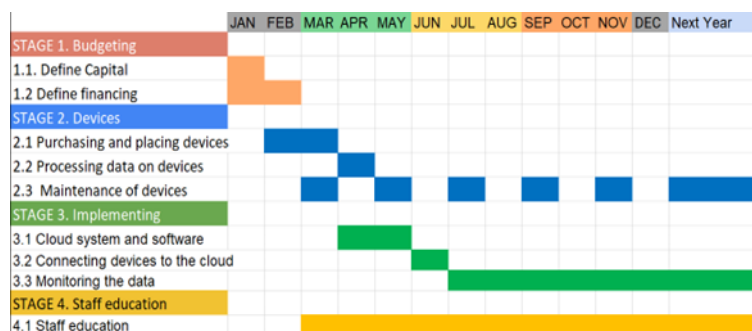 JAN FEB MAR APR MAY JUN JUL AUG SEP OCT NOV DEC Next Year
STAGE 1. Budgeting
1.1. Define Capital
1.2 Define financing
STAGE 2. Devices
2.1 Purchasing and placing devices
2.2 Processing data on devices
2.3 Maintenance of devices
STAGE 3. Implementing
3.1 Cloud system and software
3.2 Connecting devices to the cloud
3.3 Monitoring the data
STAGE 4. Staff education
4.1 Staff education